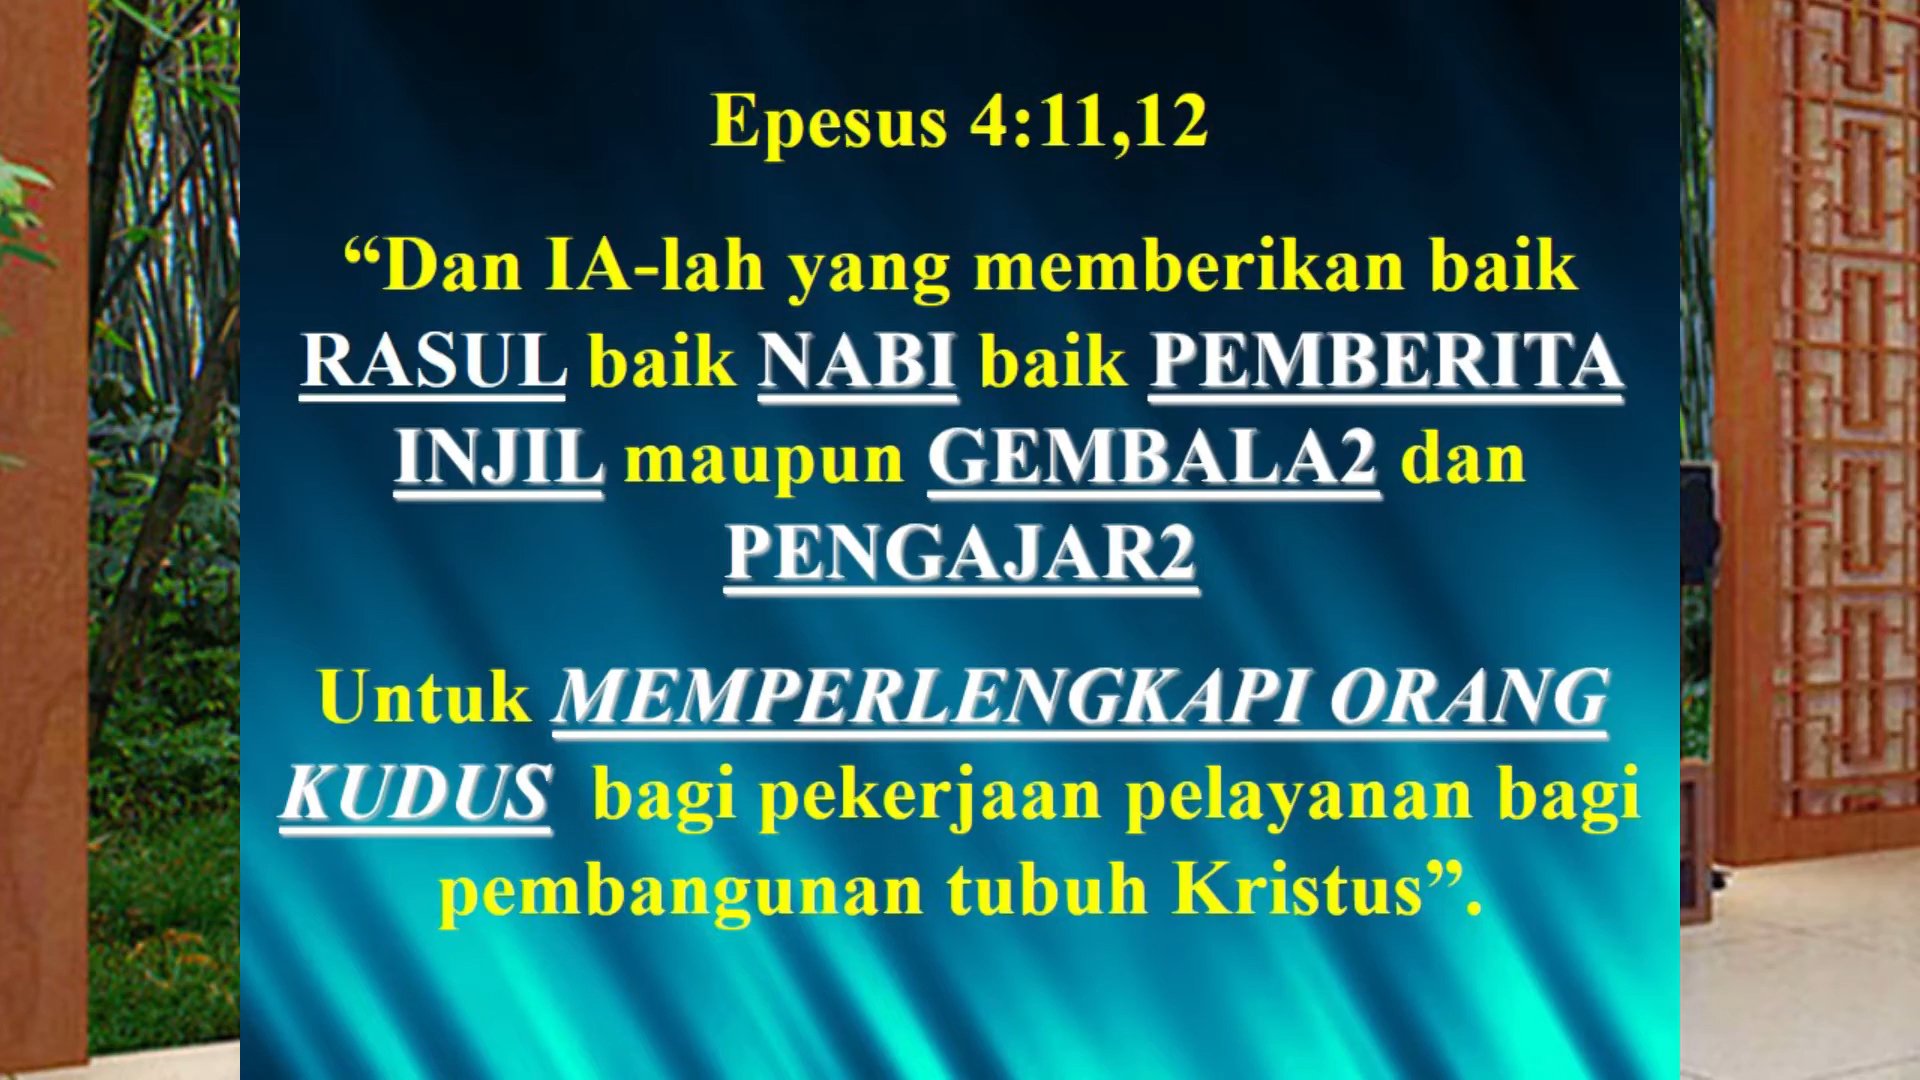 Epesus 4:11,12
“Dan IA-lah yang memberikan baik
RASUL baik NABI baik PEMBERITA
INJIL maupun GEMBALA2 dan
PENGAJAR2
Untuk MEMPERLENGKAPI ORANG
KUDUS bagi pekerjaan pelayanan bagi
pembangunan tubuh Kristus”.